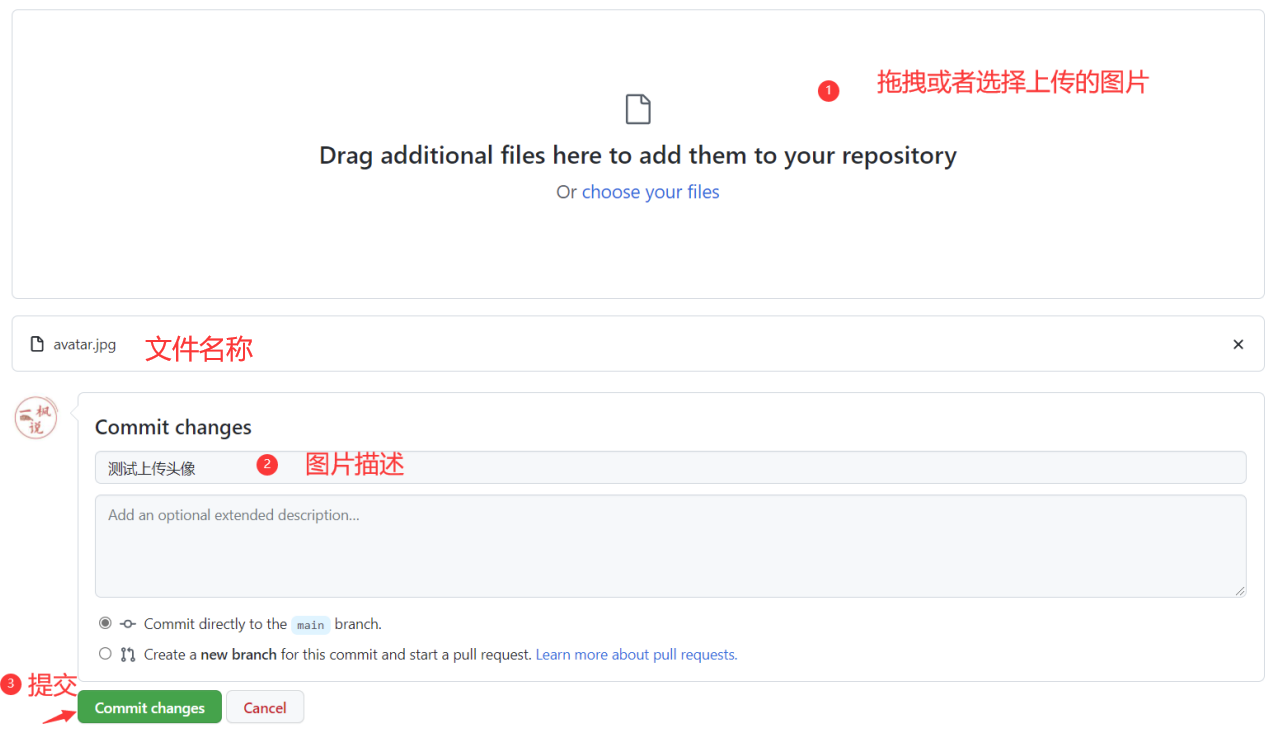 1 拖拽或者选择上传的图片
Drag additional files here to add them to your repository
Or choose your files
avatar.jpg 文件名称
一枫
说
Commit changes
测试上传头像 2 图片描述
Add an optional extended description...
Commit directly to the main branch.
Create a new branch for this commit and start a pull request. Learn more about pull requests.
3 提交
Commit changes Cancel